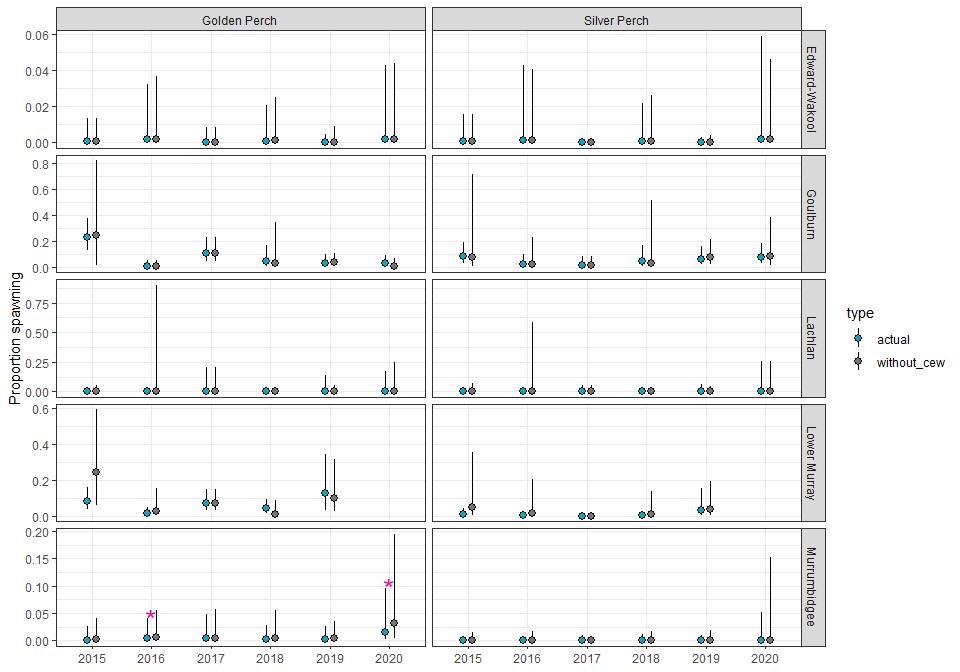 Golden Perch Silver Perch
0.06
0.04
0.02
0.00
Edward-Wakool
0.8
0.6
0.4
0.2
0.0
Goulburn
Proportion spawning
0.75
0.50
0.25
0.00
Lachlan
type
actual
without_cew
0.6
0.4
0.2
0.0
Lower Murray
0.20
0.15
0.10
0.05
0.00
*
*
Murrumbidgee
2015 2016 2017 2018 2019 2020 2015 2016 2017 2018 2019 2020